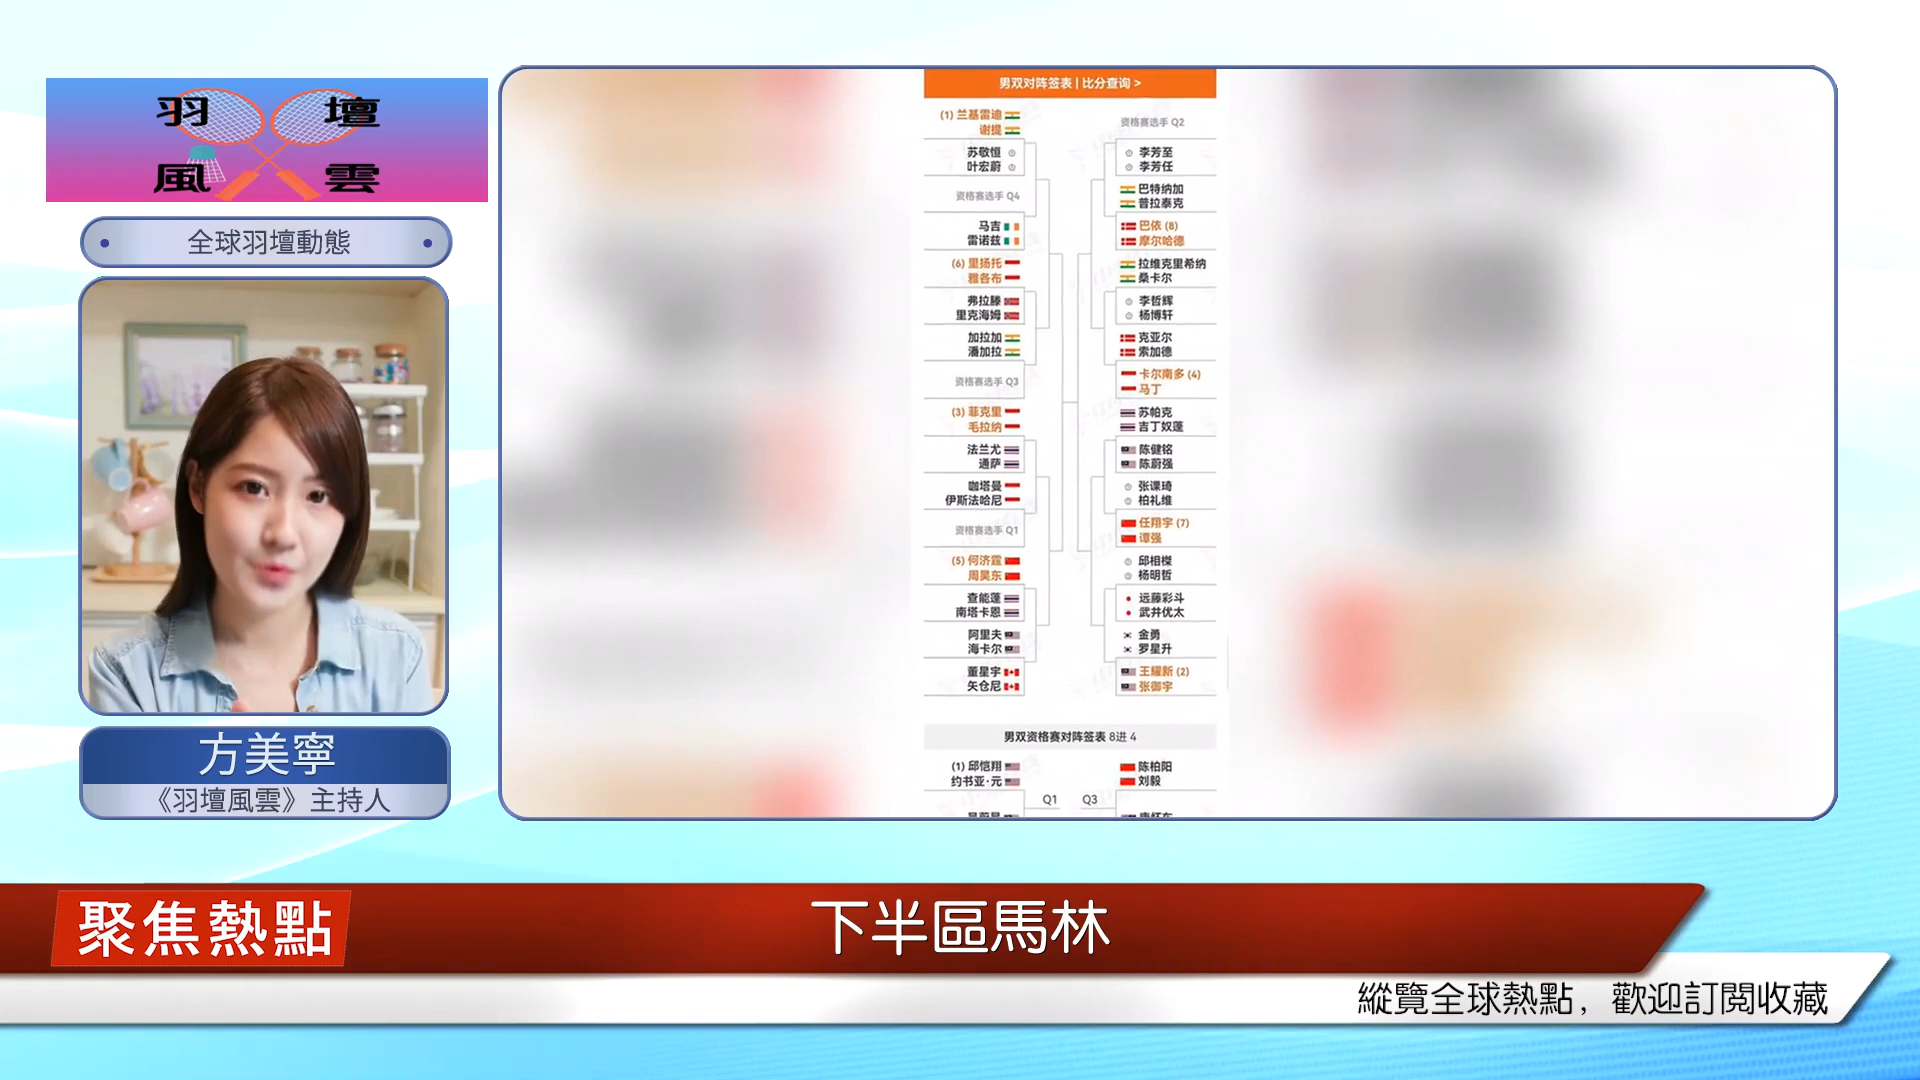 羽 壇
風 雲
全球羽壇動態
方美寧
《羽壇風雲》主持人
男双对阵签表 | 比分查询 >
(1) 兰基雷迪
谢提
苏敬恒
叶宏蔚
资格赛选手 Q4
马吉
雷诺兹
(6) 里扬托
雅各布
弗拉滕
里克海姆
加拉加
潘加拉
资格赛选手 Q3
(3) 菲克里
毛拉纳
法兰尤
通萨
咖塔曼
伊斯法哈尼
资格赛选手 Q1
(5) 何济霆
周昊东
查能蓬
南塔卡恩
阿里夫
海卡尔
董星宇
矢仓尼
资格赛选手 Q2
李芳至
李芳任
巴特纳加
普拉泰克
巴依 (8)
摩尔哈德
拉维克里希纳
桑卡尔
李哲辉
杨博轩
克亚尔
索加德
卡尔南多 (4)
马丁
苏帕克
吉丁奴蓬
陈健铭
陈蔚强
张课琦
柏礼维
任翔宇 (7)
谭强
邱相榤
杨明哲
远藤彩斗
武井优太
金勇
罗星升
王耀新 (2)
张御宇
男双资格赛对阵签表 8进 4
(1) 邱恺翔
约书亚·元
陈柏阳
刘毅
Q1 Q3
聚焦熱點
下半區馬林
縱覽全球熱點，歡迎訂閲收藏